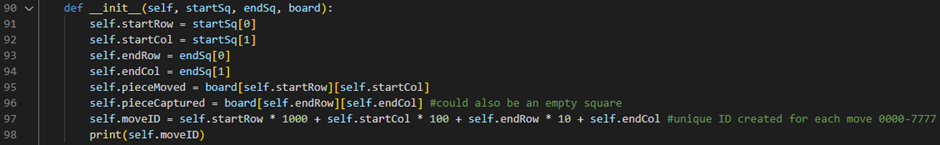 90 def __init__(self, startSq, endSq, board):
91 self.startRow = startSq[0]
92 self.startCol = startSq[1]
93 self.endRow = endSq[0]
94 self.endCol = endSq[1]
95 self.pieceMoved = board[self.startRow][self.startCol]
96 self.pieceCaptured = board[self.endRow][self.endCol] #could also be an empty square
97 self.moveID = self.startRow * 1000 + self.startCol * 100 + self.endRow * 10 + self.endCol #unique ID created for each move 0000-7777
98 print(self.moveID)